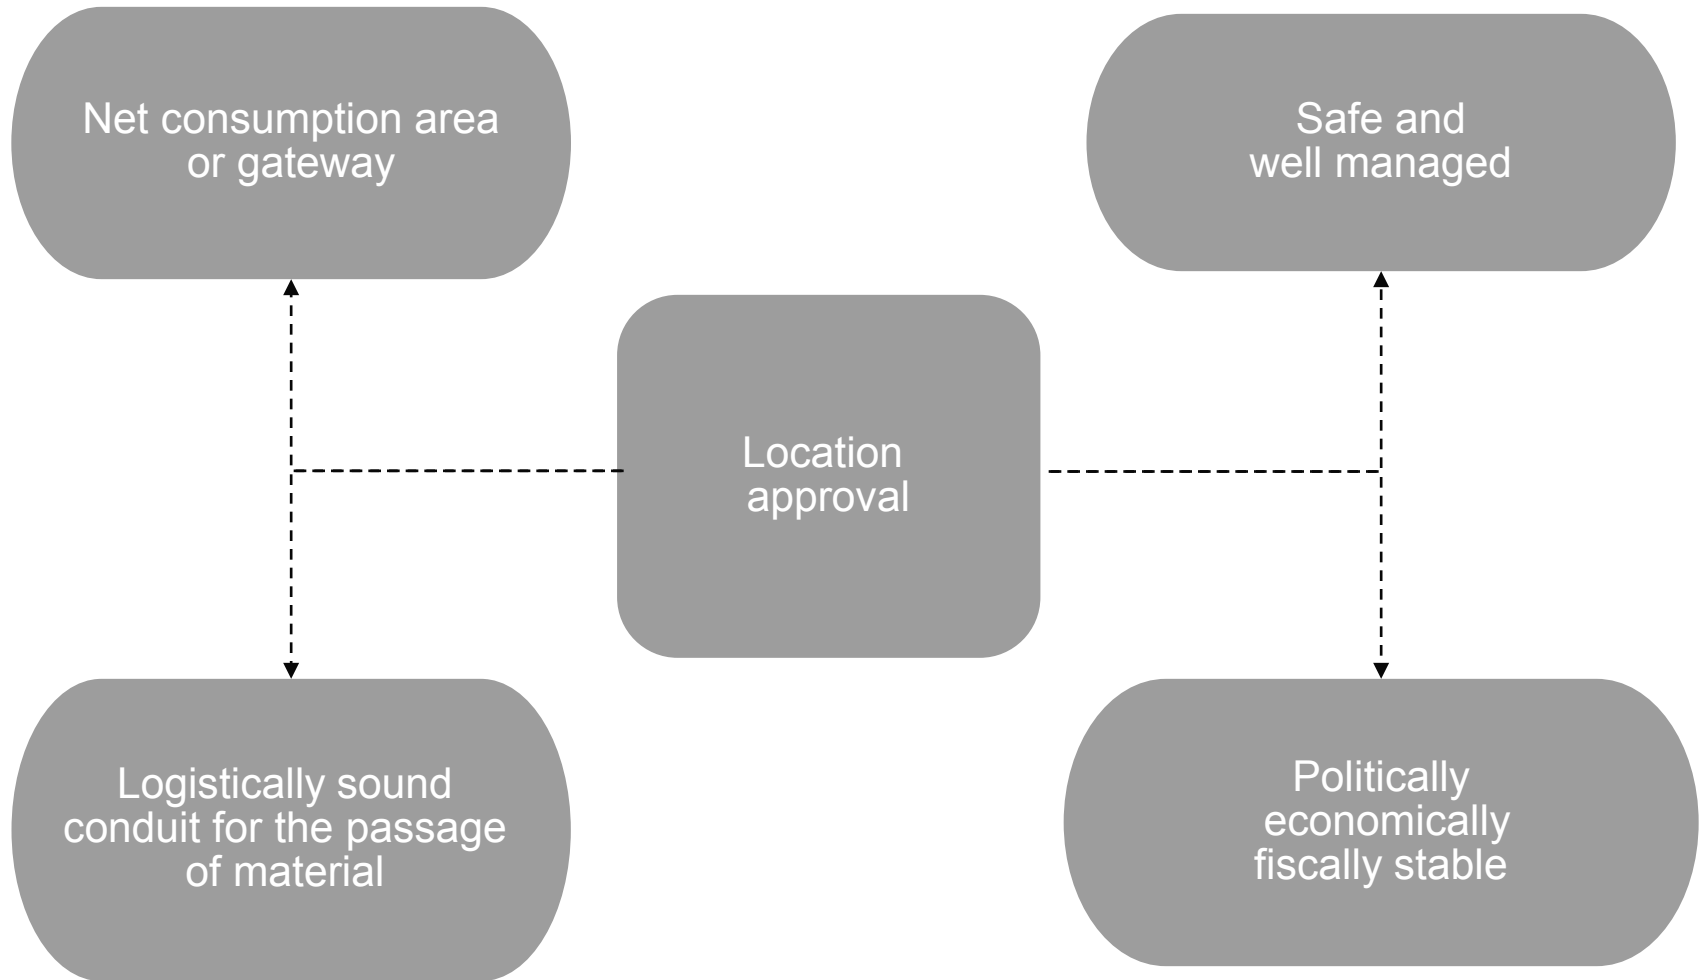 Net consumption area
or gateway
Safe and
well managed
Location
approval
Logistically sound
conduit for the passage
of material
Politically
economically
fiscally stable